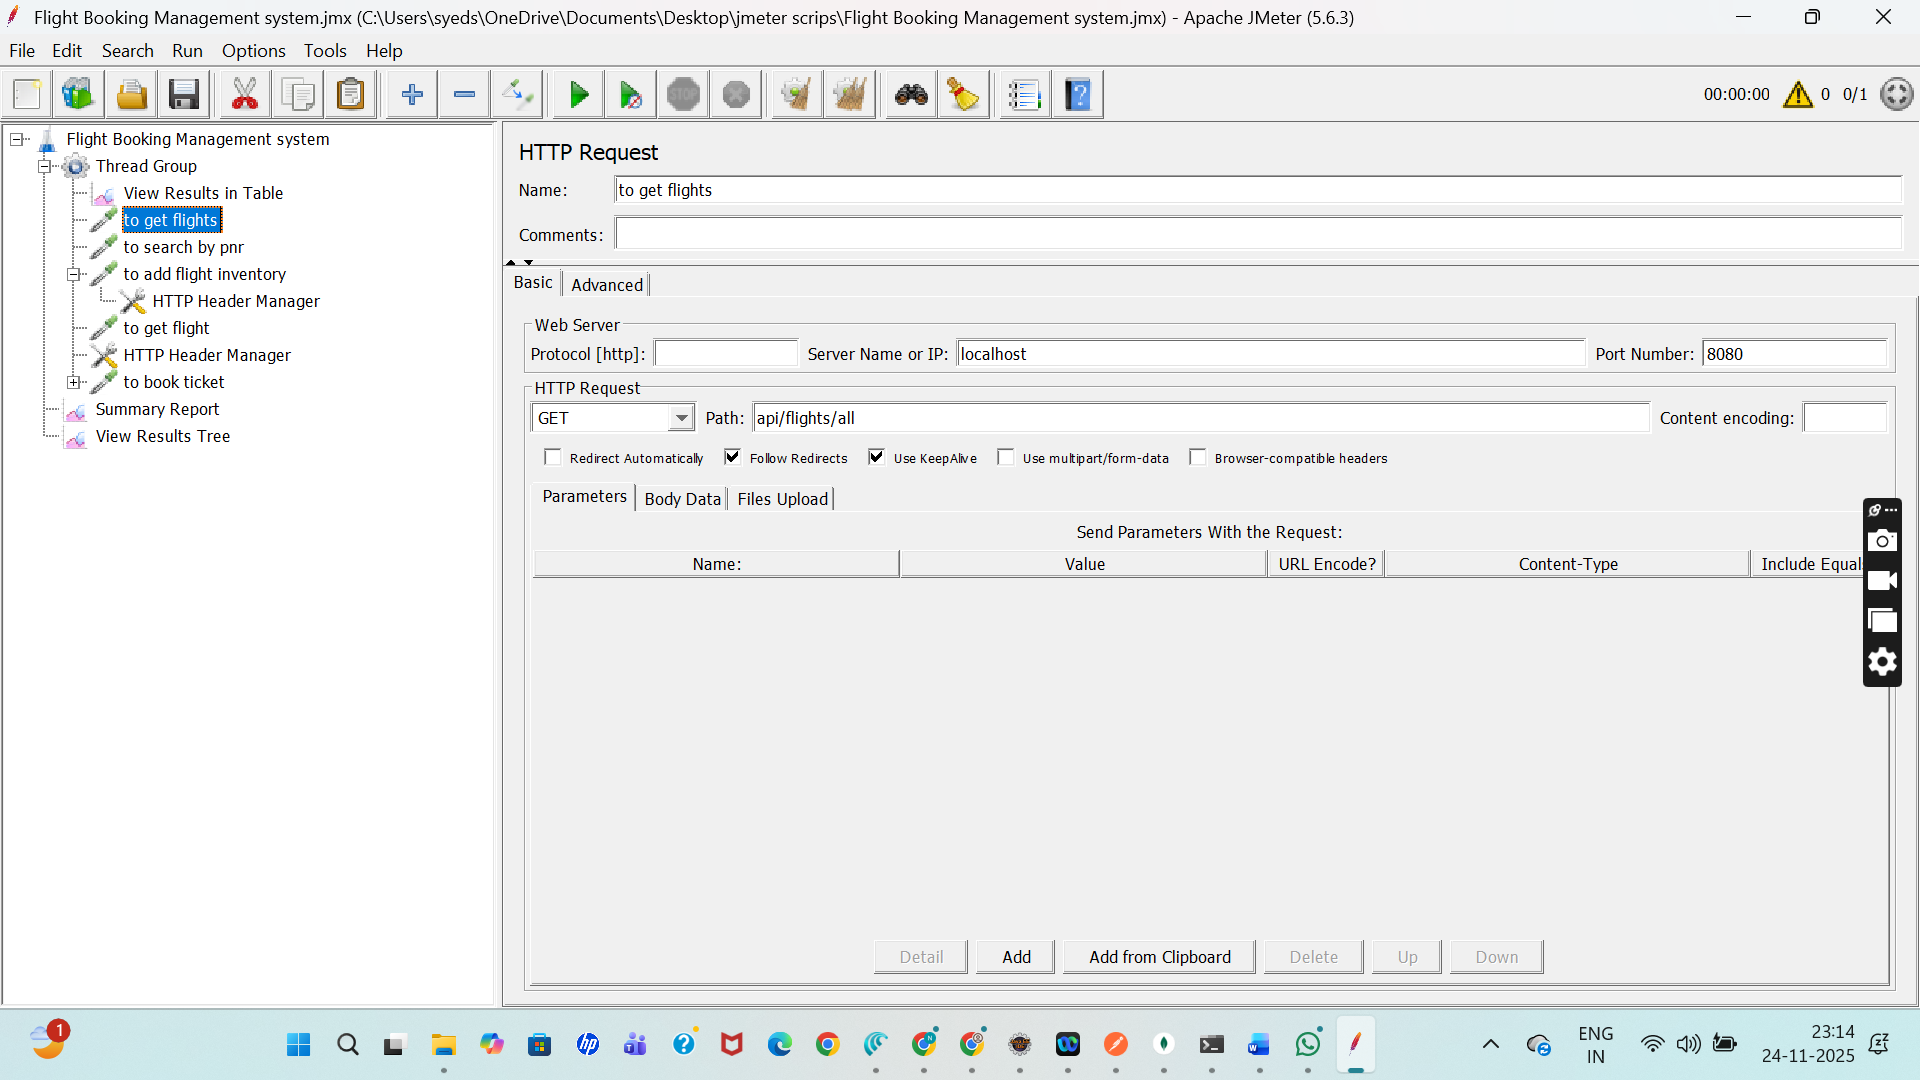 Flight Booking Management system.jmx (C:\Users\syeds\OneDrive\Documents\Desktop\jmeter scrips\Flight Booking Management system.jmx) - Apache JMeter (5.6.3)
File Edit Search Run Options Tools Help
STOP
00:00:00 0 0/1
Flight Booking Management system
Thread Group
View Results in Table
to get flights
to search by pnr
to add flight inventory
HTTP Header Manager
to get flight
HTTP Header Manager
to book ticket
Summary Report
View Results Tree
HTTP Request
Name: to get flights
Comments:
Basic Advanced
Web Server
Protocol [http]: Server Name or IP: localhost Port Number: 8080
HTTP Request
GET Path: api/flights/all Content encoding:
Redirect Automatically Follow Redirects Use KeepAlive Use multipart/form-data Browser-compatible headers
Parameters Body Data Files Upload
Send Parameters With the Request:
Name: Value URL Encode? Content-Type Include Equal
Detail Add Add from Clipboard Delete Up Down
1
ENG
IN
23:14
24-11-2025